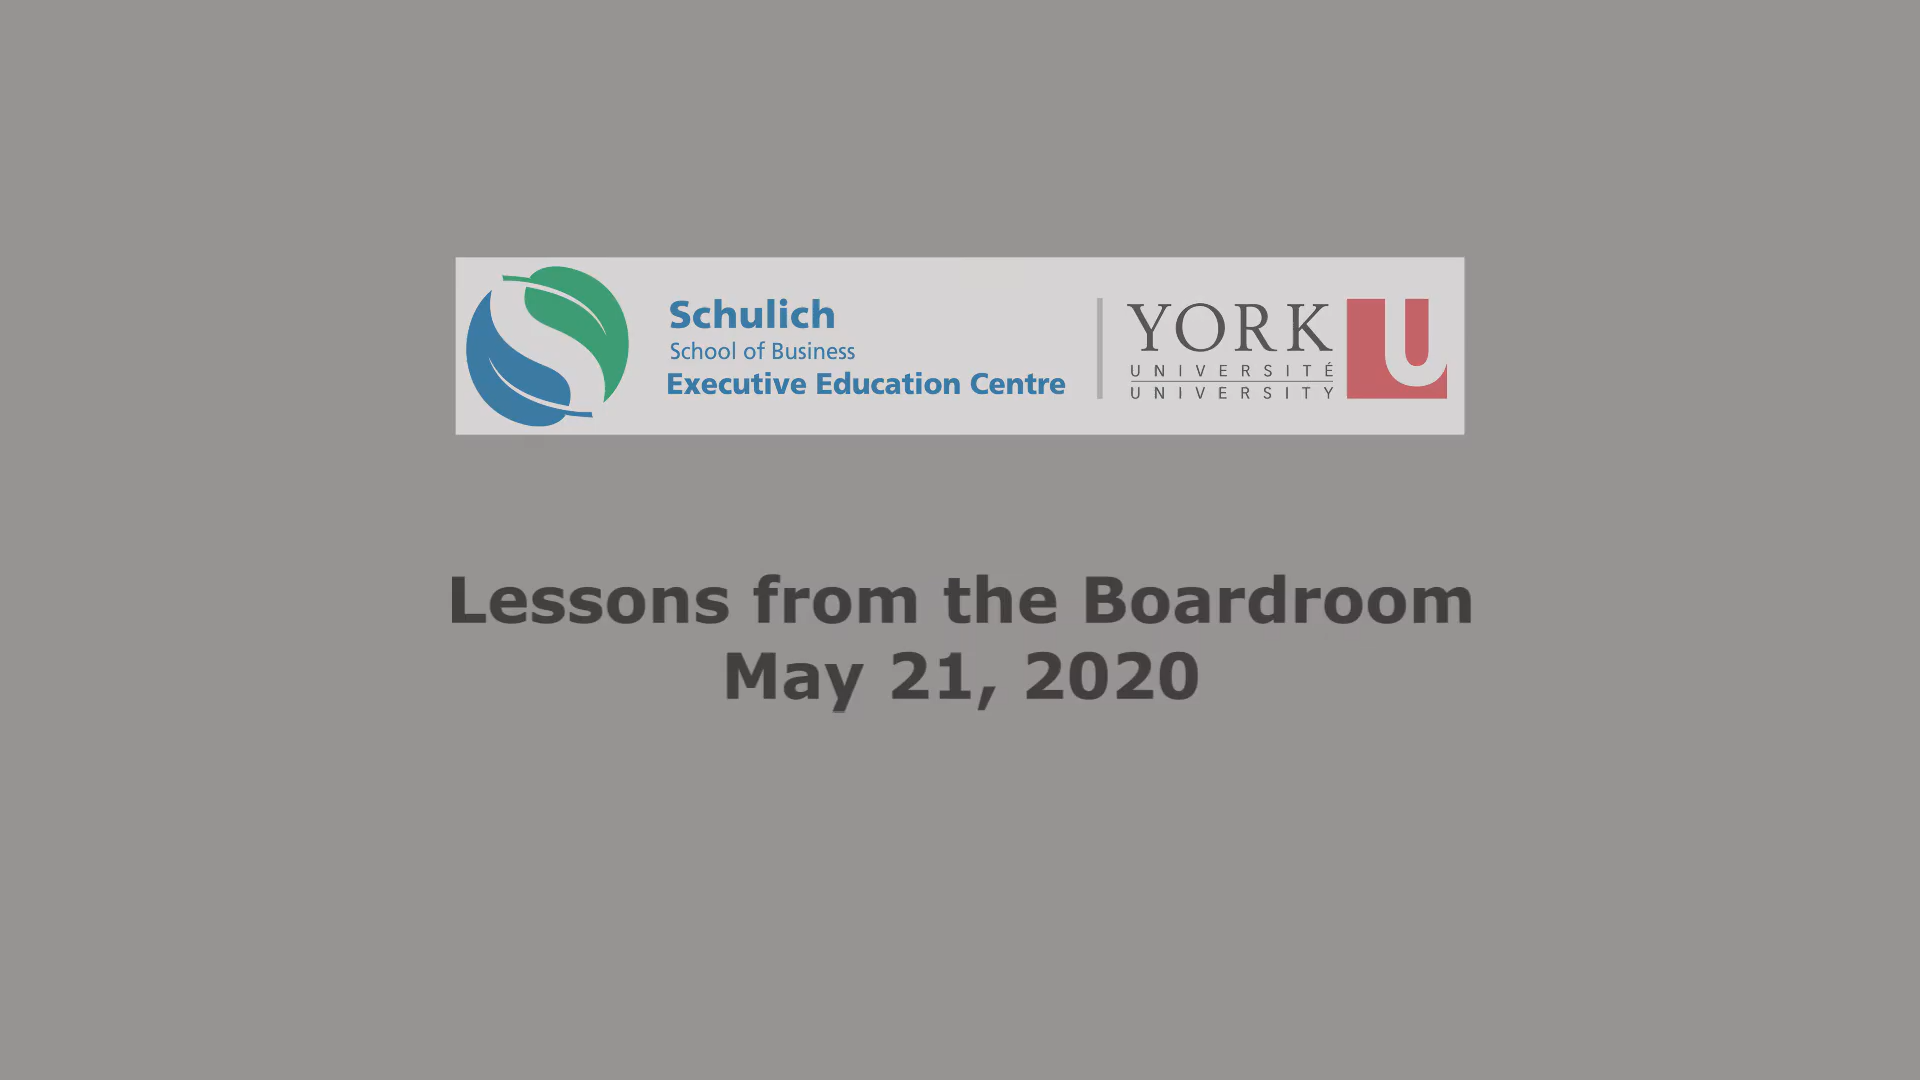 Schulich
School of Business
Executive Education Centre
YORK
UNIVERSITÉ
UNIVERSITY
U
Lessons from the Boardroom
May 21, 2020